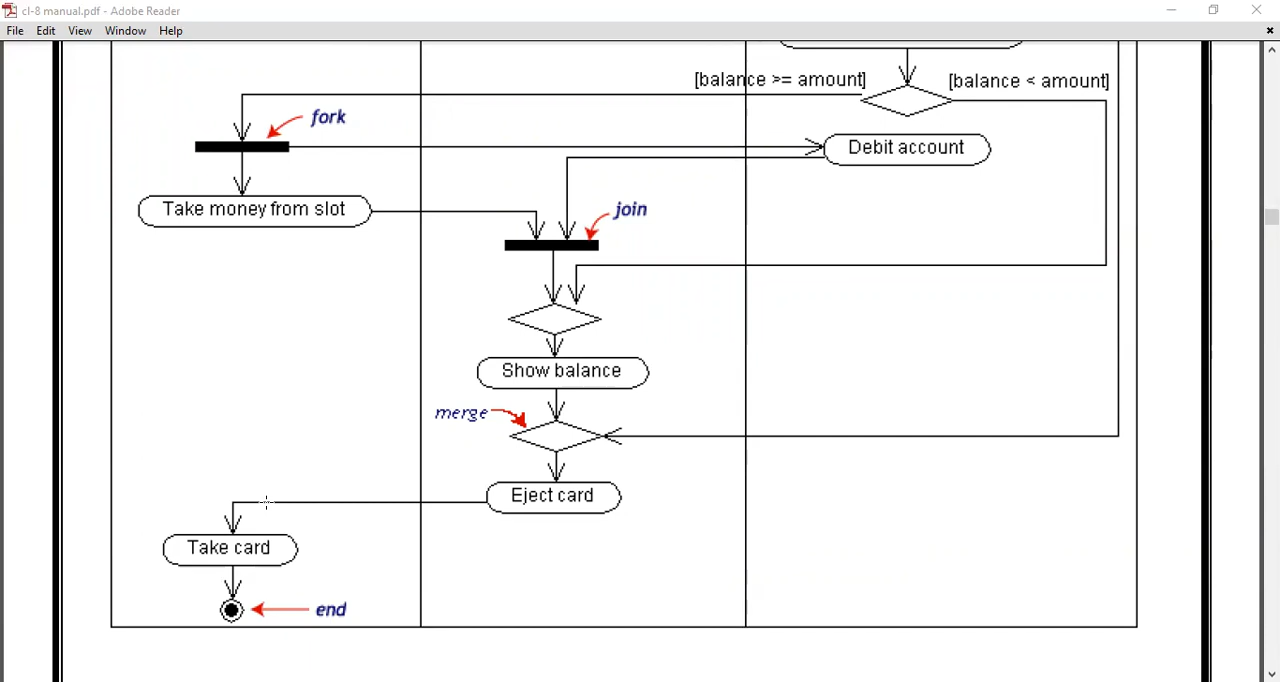 cl-8 manual.pdf - Adobe Reader
File Edit View Window Help
[balance >= amount] [balance < amount]
fork
Debit account
Take money from slot
join
Show balance
merge
Eject card
Take card
end